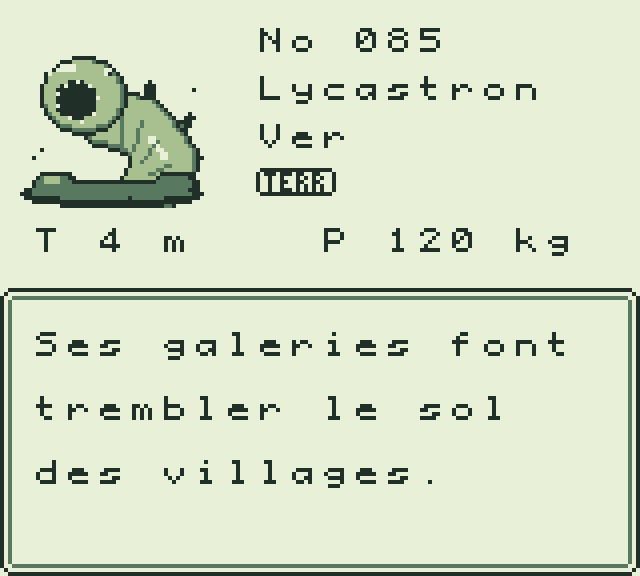 No 085
Lycastron
Ver
TERR
T 4 m P 120 kg
Ses galeries font
trembler le sol
des villages.